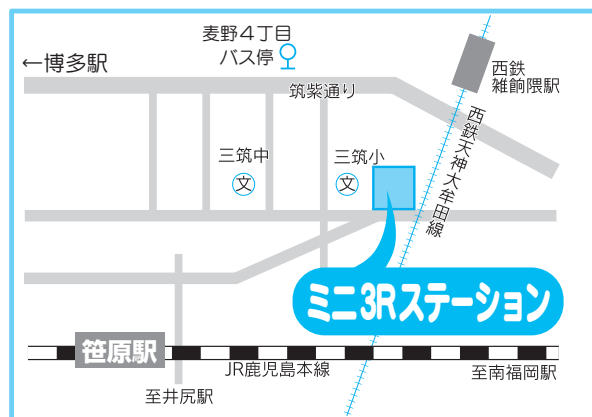 麦野4丁目
バス停
←博多駅
西鉄
雑餉隈駅
筑紫通り
西鉄天神大牟田線
三筑中
三筑小
文
文
ミニ3Rステーション
笹原駅
JR鹿児島本線
至南福岡駅
至井尻駅